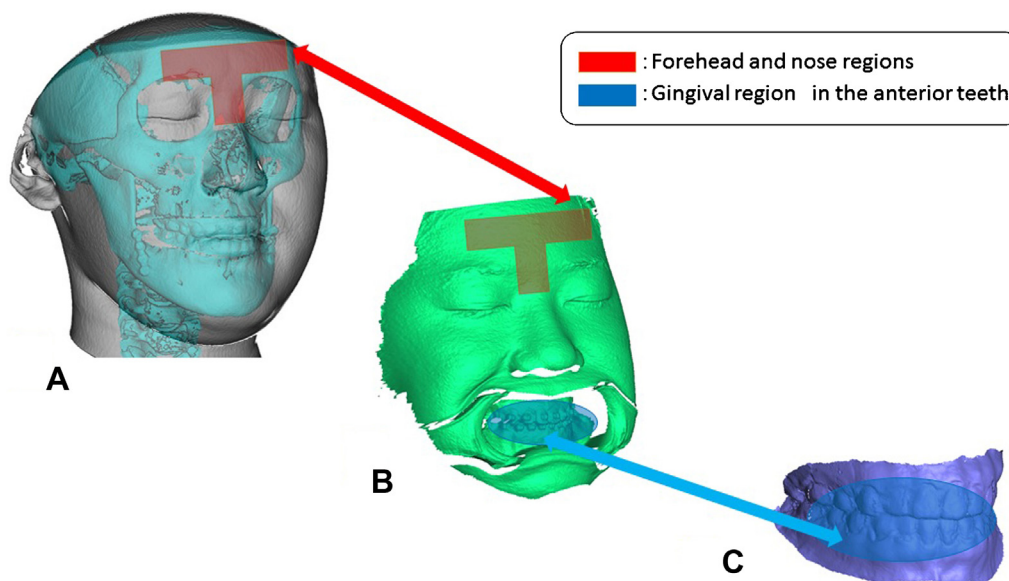 : Forehead and nose regions
: Gingival region in the anterior teeth
A
B
C